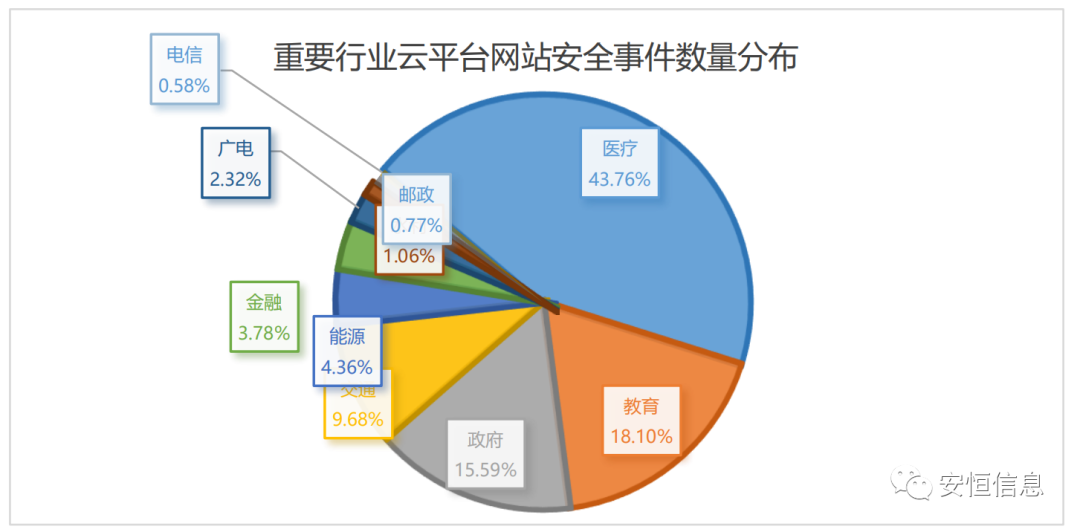 重要行业云平台网站安全事件数量分布
电信
0.58%
广电
2.32%
邮政
0.77%
1.06%
医疗
43.76%
金融
3.78%
能源
4.36%
交通
9.68%
政府
15.59%
教育
18.10%
安恒信息